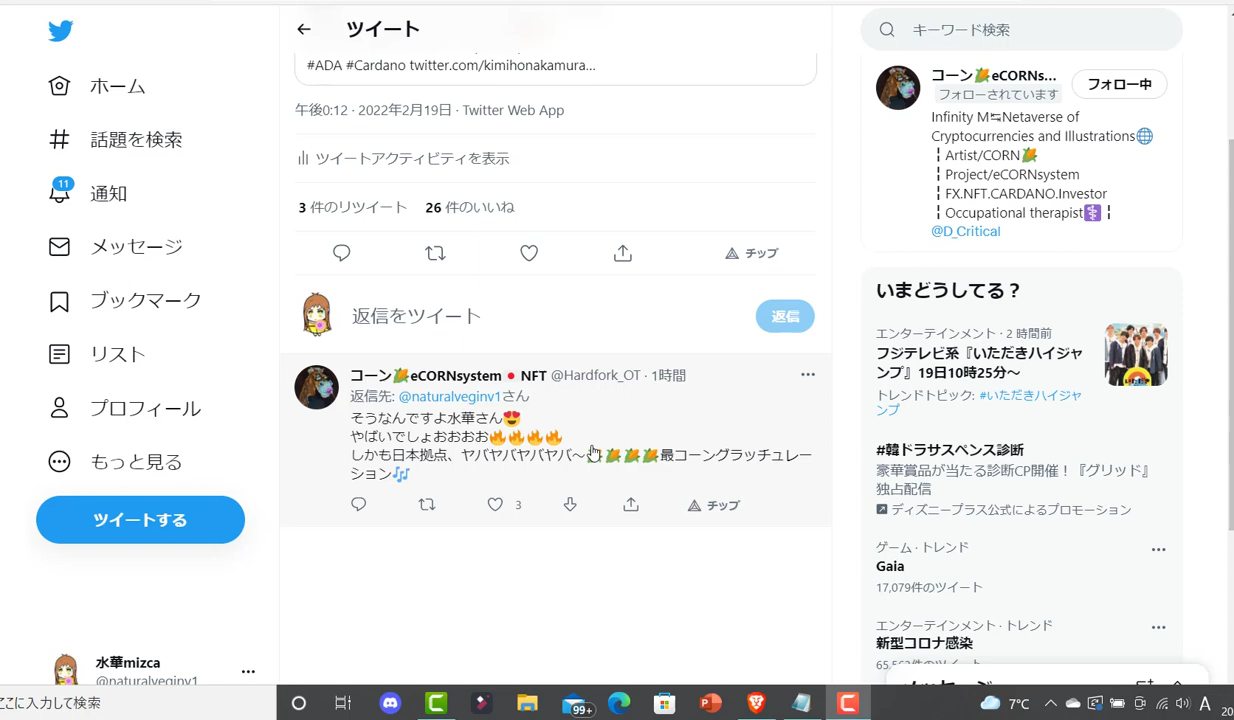 ツイート
#ADA #Cardano twitter.com/kimihonakamura...
午後0:12 · 2022年2月19日 · Twitter Web App
ツイートアクティビティを表示
3 件のリツイート 26 件のいいね
チップ
返信をツイート
返信
コーン🌽eCORNsystem🇯🇵NFT @Hardfork_OT · 1時間
返信先: @naturalveginv1さん
そうなんですよ水華さん😍
やばいでしょおおおお🔥🔥🔥🔥
しかも日本拠点、ヤバヤバヤバヤバ〜🌽🌽🌽🌽最コーングラッチュレー
ション🎶
3
チップ
ホーム
話題を検索
11
通知
メッセージ
ブックマーク
リスト
プロフィール
もっと見る
ツイートする
水華mizca
@naturalveginv1
キーワード検索
コーン🌽eCORNs...
フォローされています
フォロー中
Infinity M⇆Netaverse of
Cryptocurrencies and Illustrations🌐
╏Artist/CORN🌽
╏Project/eCORNsystem
╏FX.NFT.CARDANO.Investor
╏Occupational therapist⚕️╏
@D_Critical
いまどうしてる？
エンターテインメント · 2 時間前
フジテレビ系『いただきハイジャ
ンプ』19日10時25分〜
トレンドトピック: #いただきハイジャ
ンプ
#韓ドラサスペンス診断
豪華賞品が当たる診断CP開催！『グリッド』
独占配信
ディズニープラス公式によるプロモーション
ゲーム · トレンド
Gaia
17,079件のツイート
エンターテインメント · トレンド
新型コロナ感染
ここに入力して検索
99+
7°C
A
20